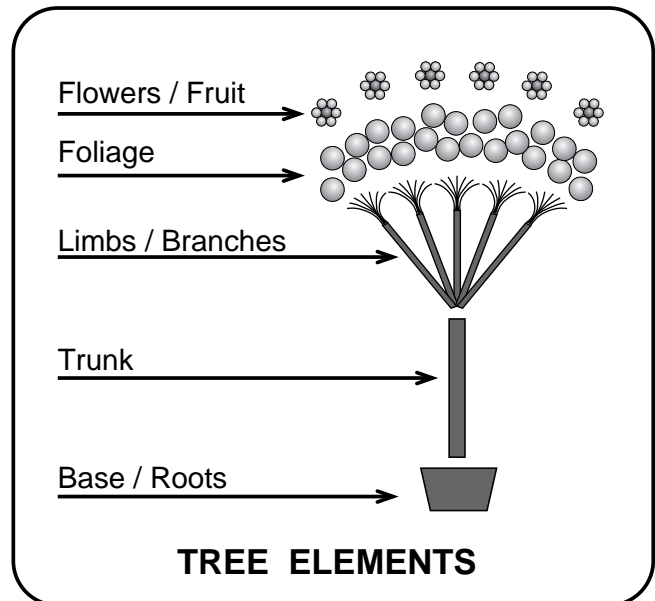 Flowers / Fruit
Foliage
Limbs / Branches
Trunk
Base / Roots
TREE ELEMENTS